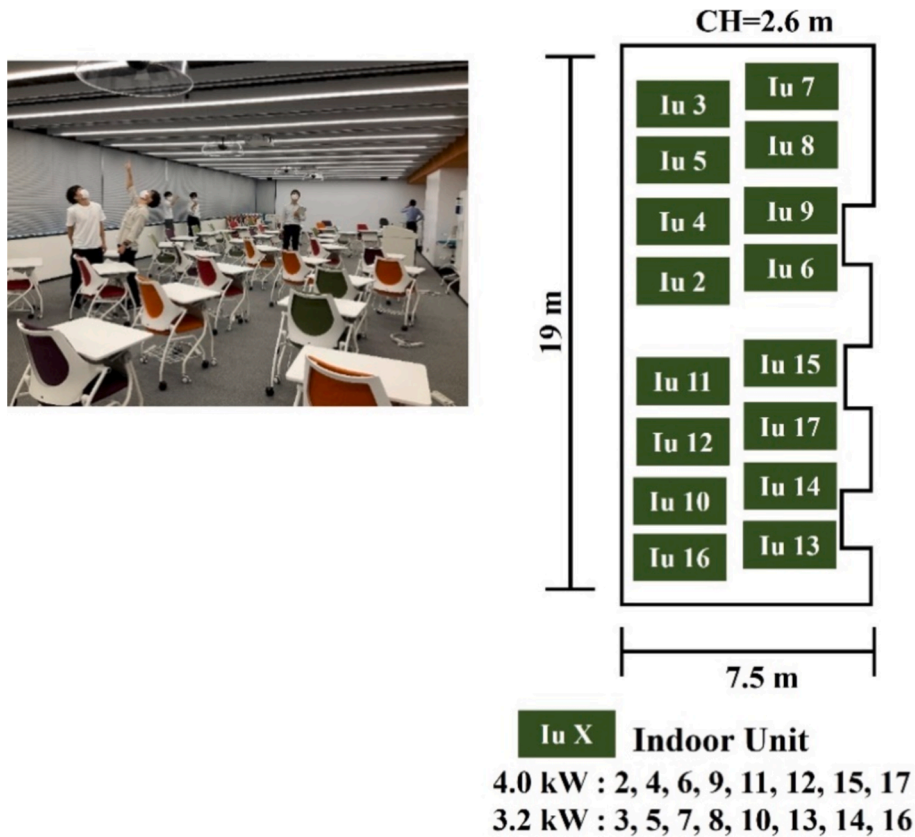 CH=2.6 m
Iu 7
Iu 3
Iu 8
Iu 5
Iu 9
Iu 4
Iu 6
Iu 2
19 m
Iu 15
Iu 11
Iu 17
Iu 12
Iu 14
Iu 10
Iu 13
Iu 16
7.5 m
Iu X Indoor Unit
4.0 kW : 2, 4, 6, 9, 11, 12, 15, 17
3.2 kW : 3, 5, 7, 8, 10, 13, 14, 16